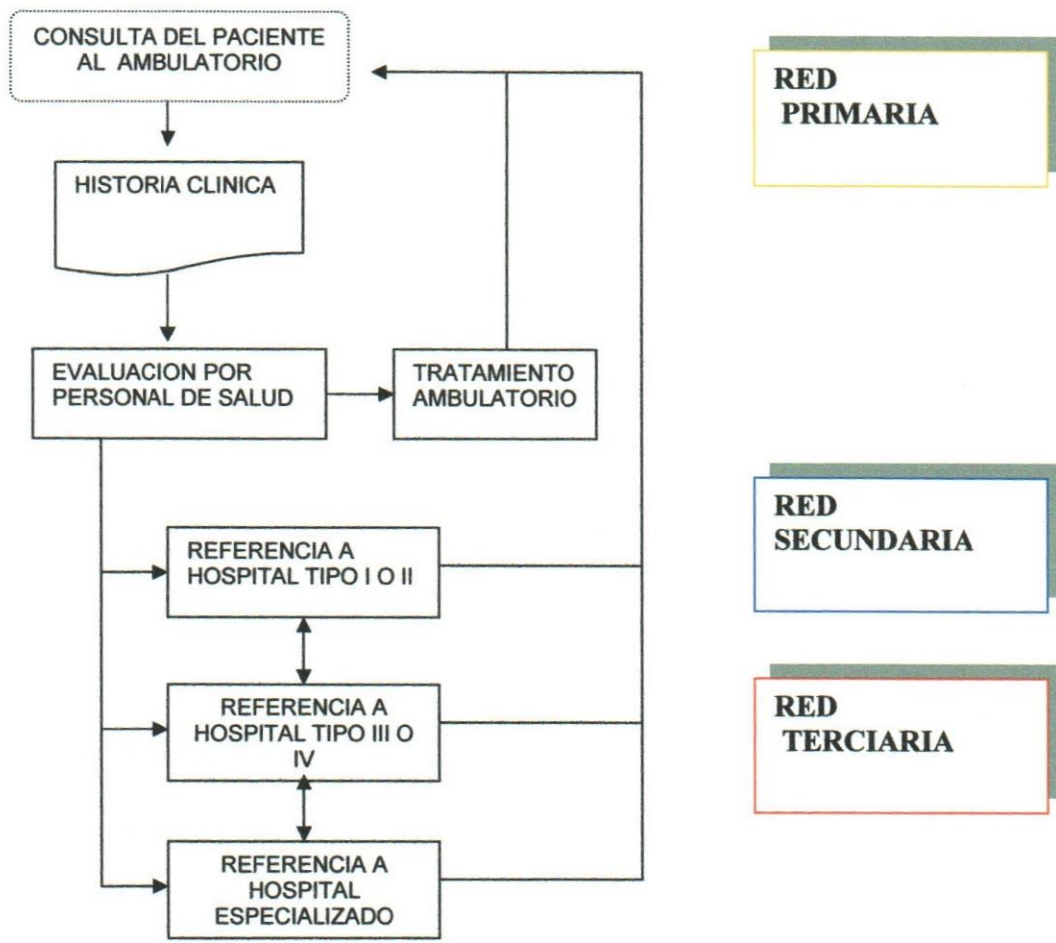 CONSULTA DEL PACIENTE
AL AMBULATORIO
HISTORIA CLINICA
EVALUACION POR
PERSONAL DE SALUD
TRATAMIENTO
AMBULATORIO
REFERENCIA A
HOSPITAL TIPO I O II
REFERENCIA A
HOSPITAL TIPO III O
IV
REFERENCIA A
HOSPITAL
ESPECIALIZADO
RED
PRIMARIA
RED
SECUNDARIA
RED
TERCIARIA